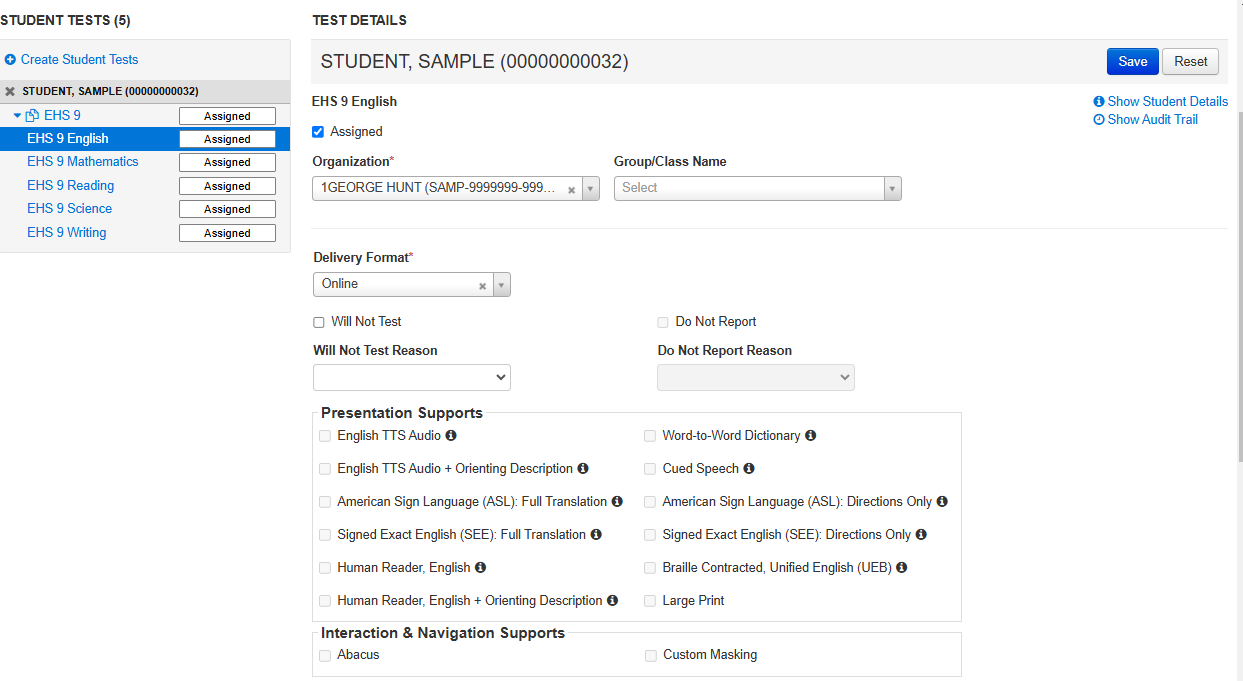 STUDENT TESTS (5)
Create Student Tests
STUDENT, SAMPLE (00000000032)
EHS 9 Assigned
EHS 9 English Assigned
EHS 9 Mathematics Assigned
EHS 9 Reading Assigned
EHS 9 Science Assigned
EHS 9 Writing Assigned
TEST DETAILS
STUDENT, SAMPLE (00000000032)
Save Reset
EHS 9 English
Show Student Details
Show Audit Trail
Assigned
Organization* Group/Class Name
1GEORGE HUNT (SAMP-9999999-999... Select
Delivery Format*
Online
Will Not Test Do Not Report
Will Not Test Reason Do Not Report Reason
Presentation Supports
English TTS Audio Word-to-Word Dictionary
English TTS Audio + Orienting Description Cued Speech
American Sign Language (ASL): Full Translation American Sign Language (ASL): Directions Only
Signed Exact English (SEE): Full Translation Signed Exact English (SEE): Directions Only
Human Reader, English Braille Contracted, Unified English (UEB)
Human Reader, English + Orienting Description Large Print
Interaction & Navigation Supports
Abacus Custom Masking